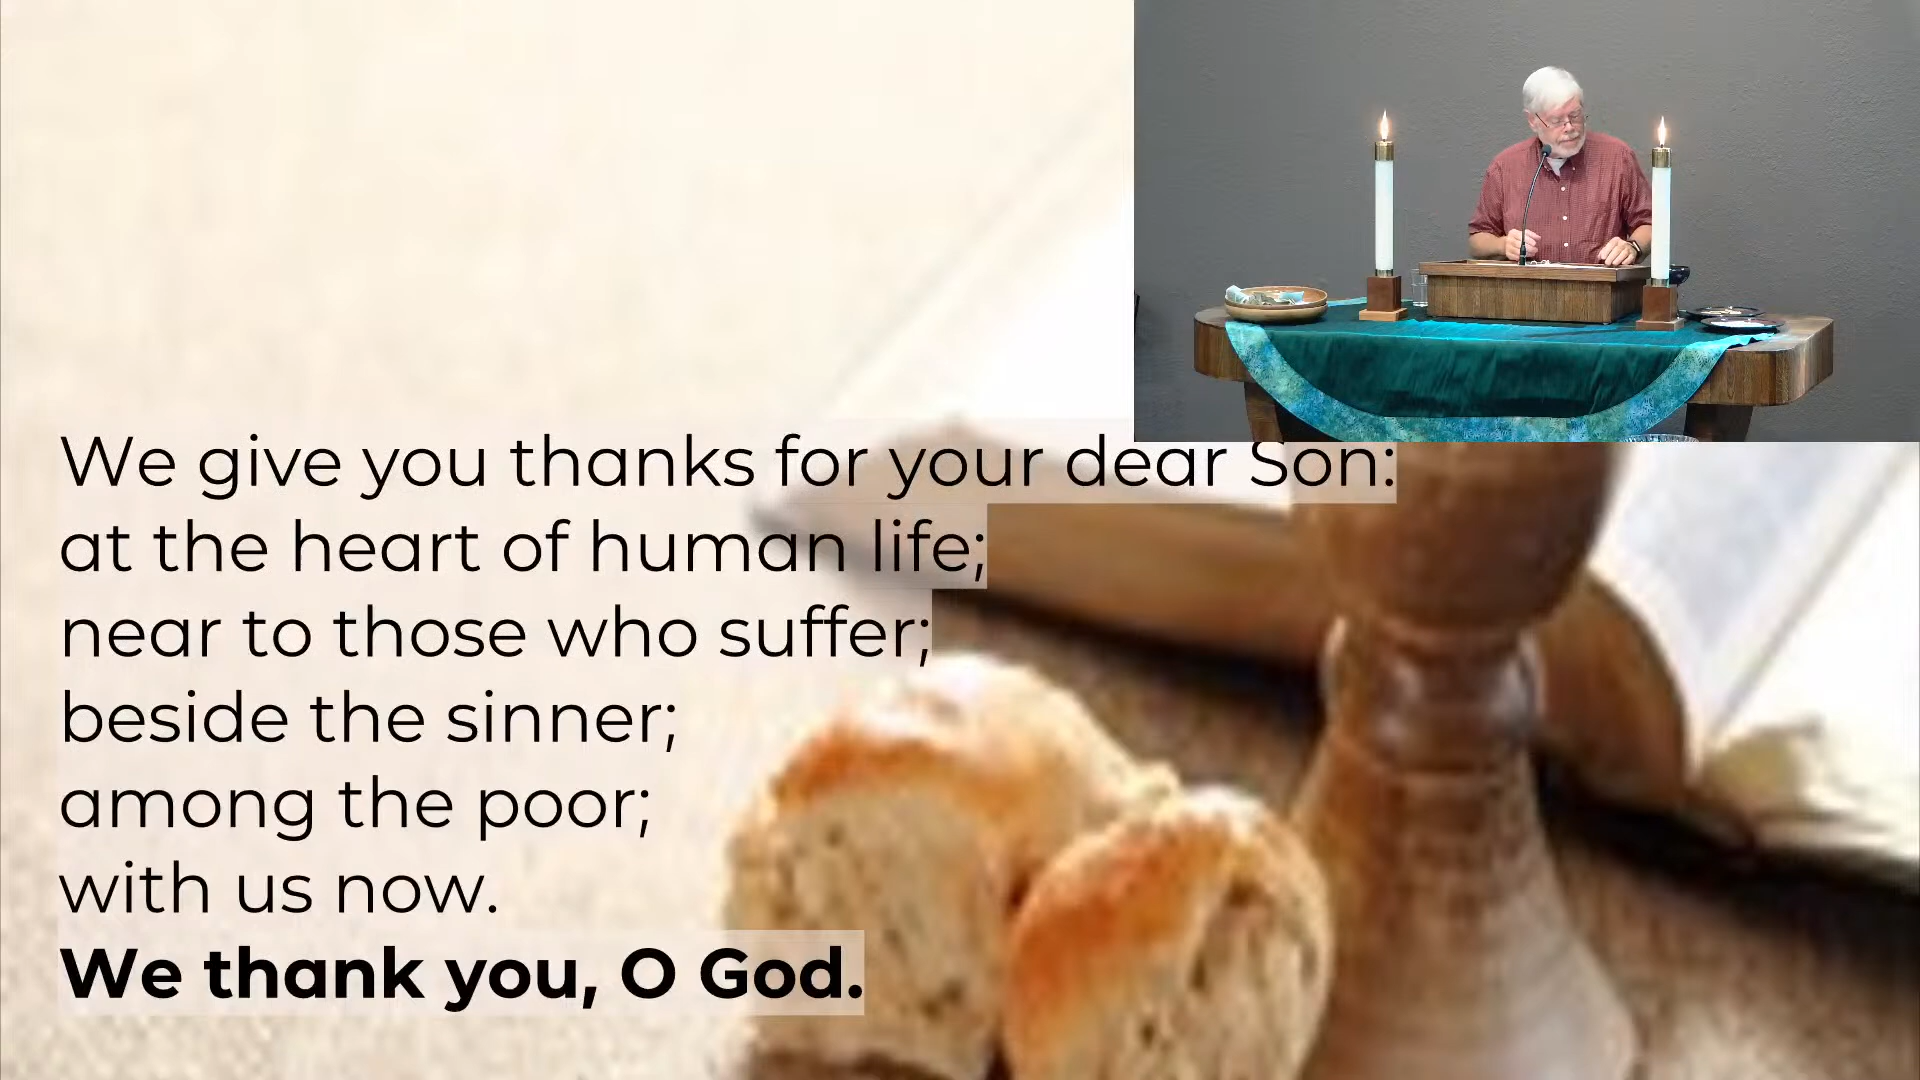 We give you thanks for your dear Son:
at the heart of human life;
near to those who suffer;
beside the sinner;
among the poor;
with us now.
We thank you, O God.